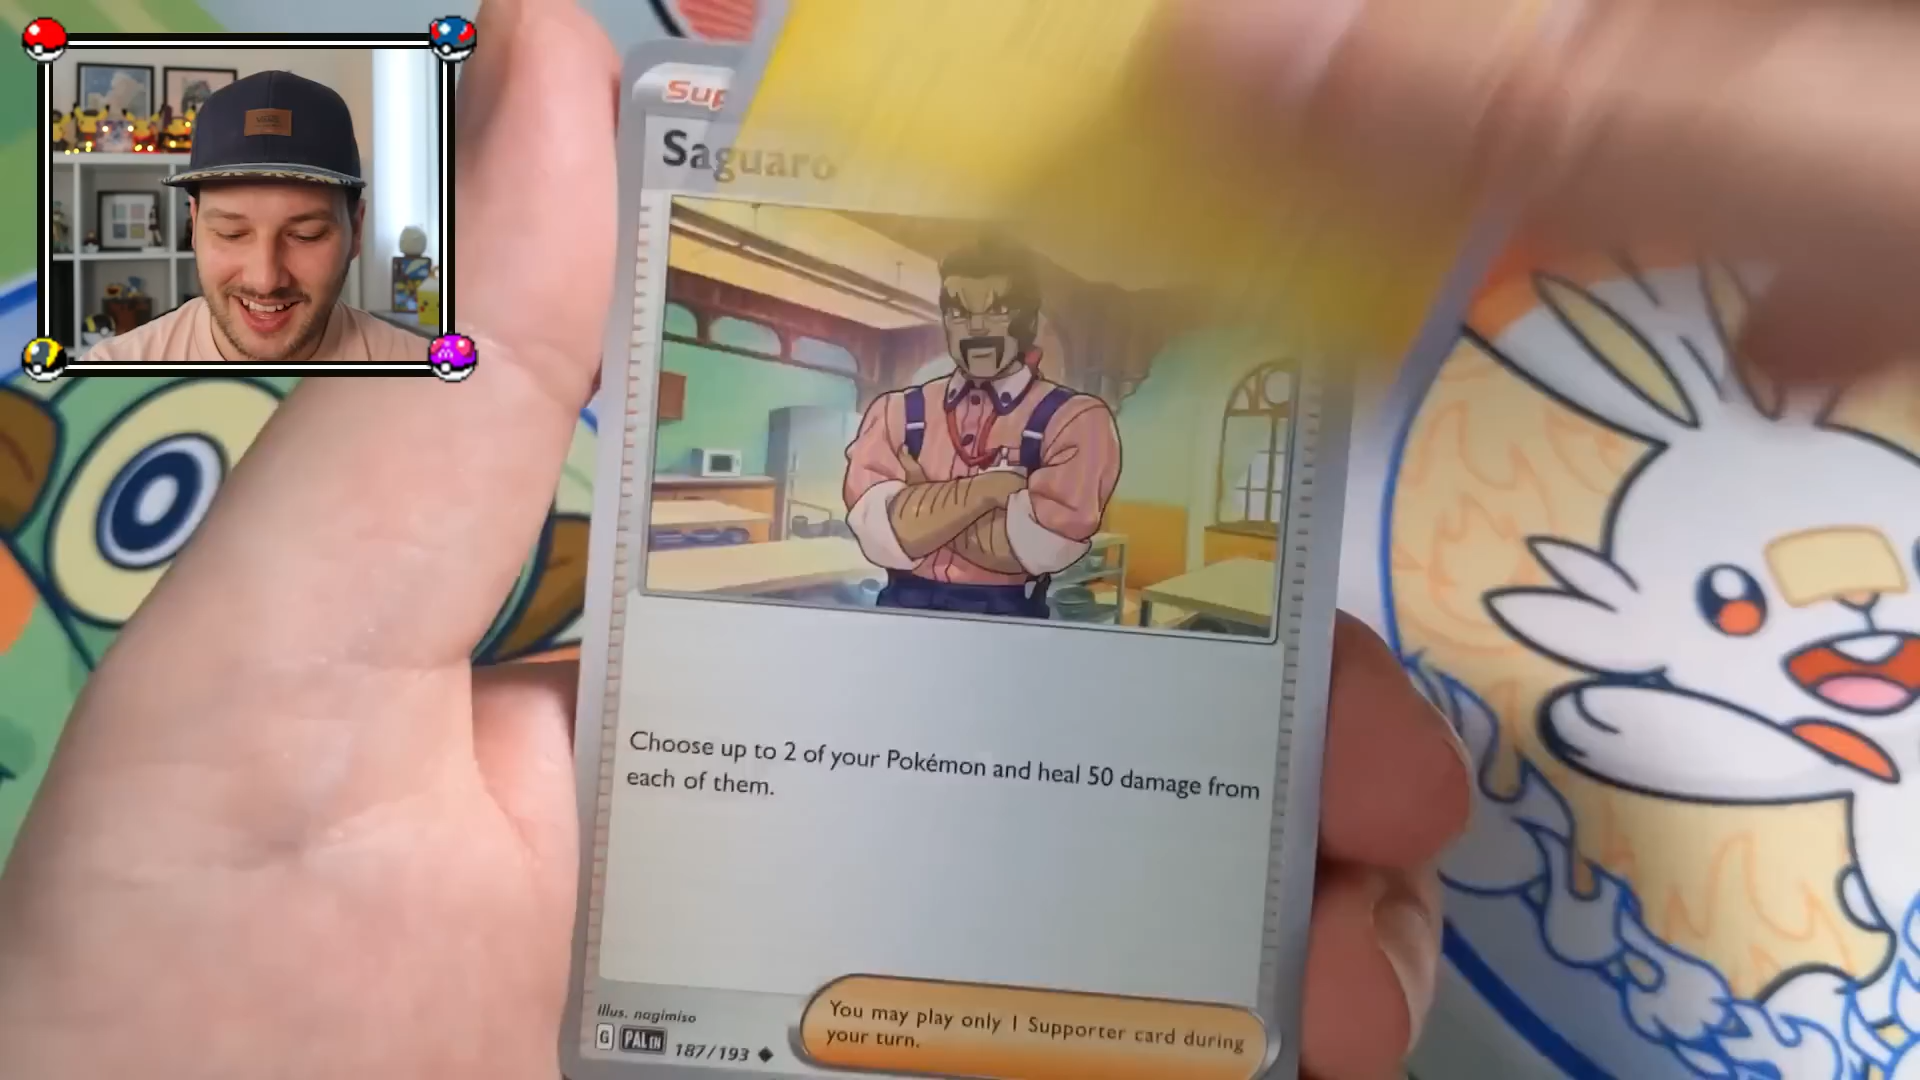 Sup
Saguaro
Choose up to 2 of your Pokémon and heal 50 damage from
each of them.
Illus. nagimiso
G PAL EN 187/193
You may play only 1 Supporter card during
your turn.